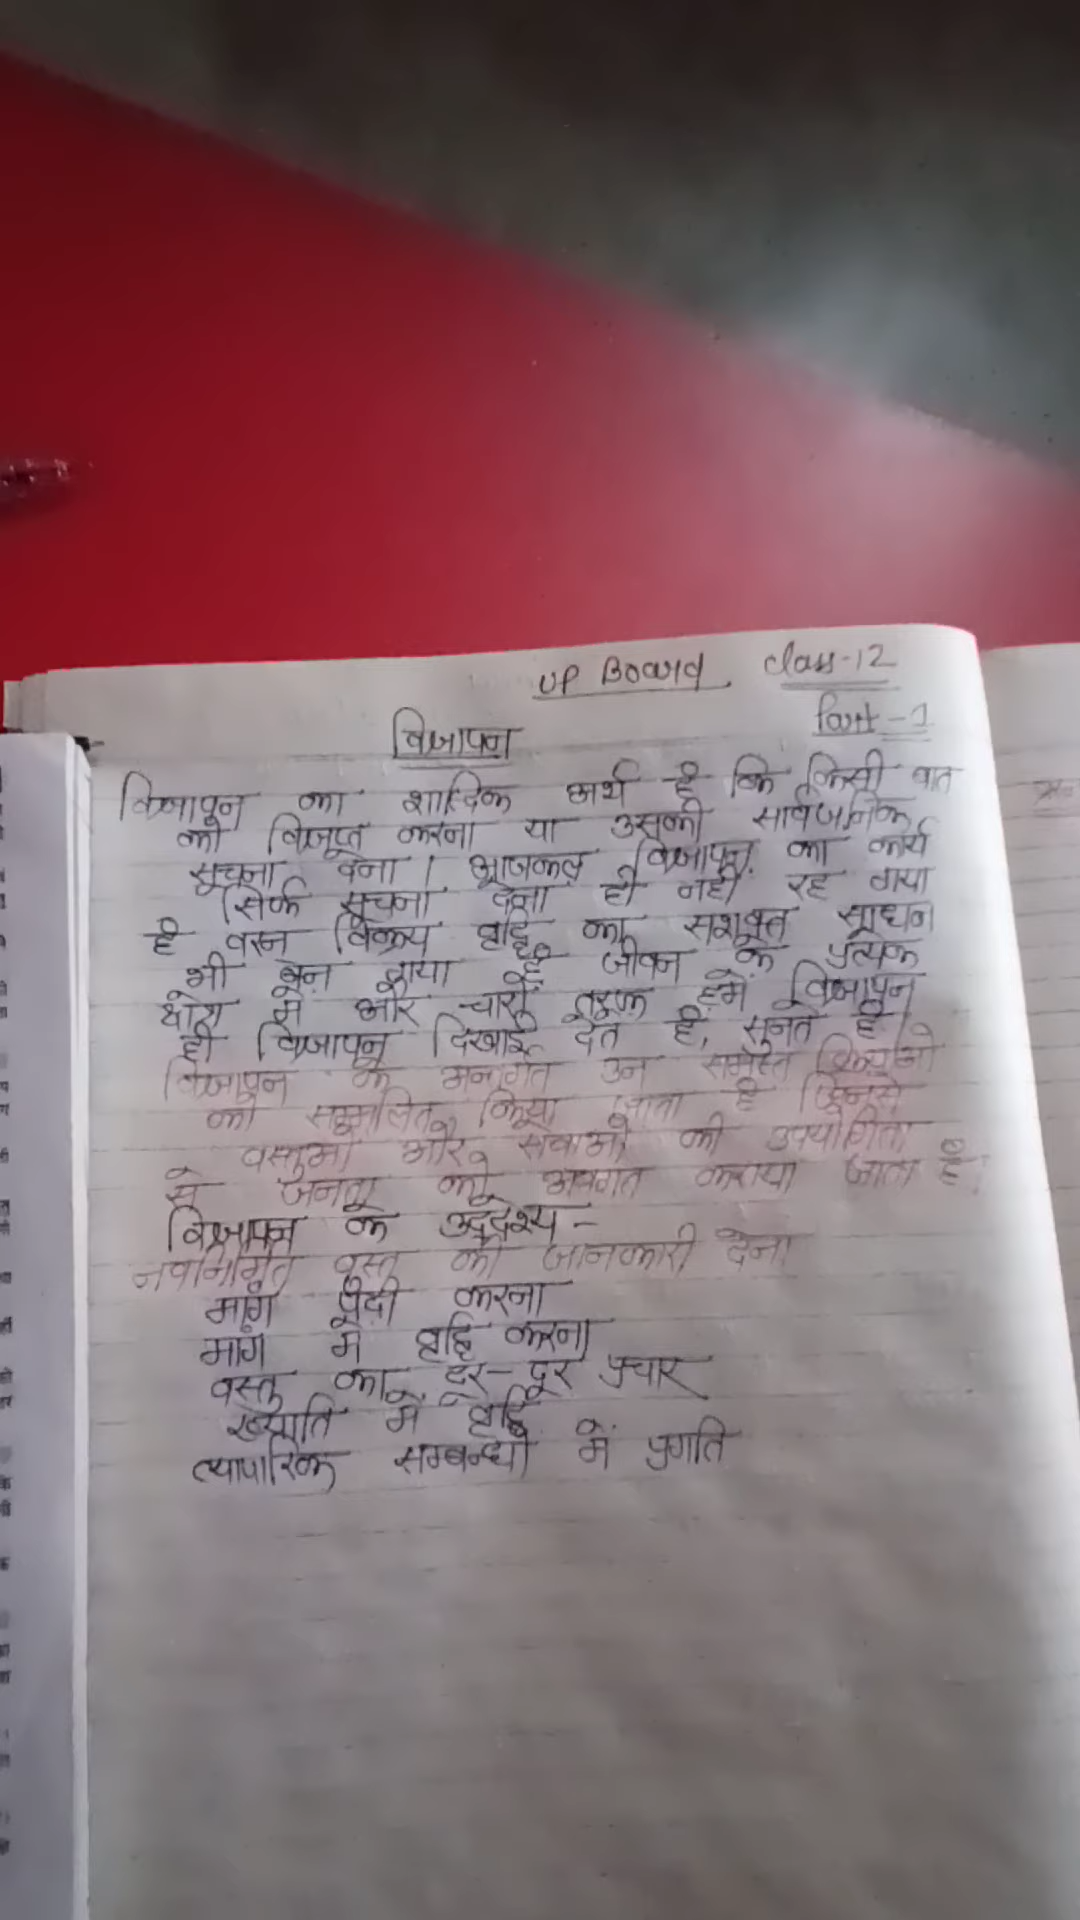 UP Board Class-12
Part-1
विज्ञापन
विज्ञापन का शाब्दिक अर्थ है कि किसी बात
को विज्ञप्त करना या उसकी सार्वजनिक
सूचना देना। आजकल विज्ञापन का कार्य
सिर्फ सूचना देना ही नही रह गया
है वरन विक्रय वृद्धि का सशक्त साधन
भी बन गया है जीवन के प्रत्येक
क्षेत्र मे और चारो तरफ हमें विज्ञापन
ही विज्ञापन दिखाई देते है, सुनते है।
विज्ञापन के अन्तर्गत उन समस्त क्रियाओ
को सम्मलित किया जाता है जिनसे
वस्तुओ और सेवाओ की उपयोगिता
से जनता को अवगत कराया जाता है।
विज्ञापन के उद्देश्य -
नवनिर्मित वस्तु की जानकारी देना
मांग पैदा करना
मांग में वृद्धि करना
वस्तु का दूर-दूर प्रचार
ख्याति में वृद्धि
व्यापारिक सम्बन्धो में प्रगति